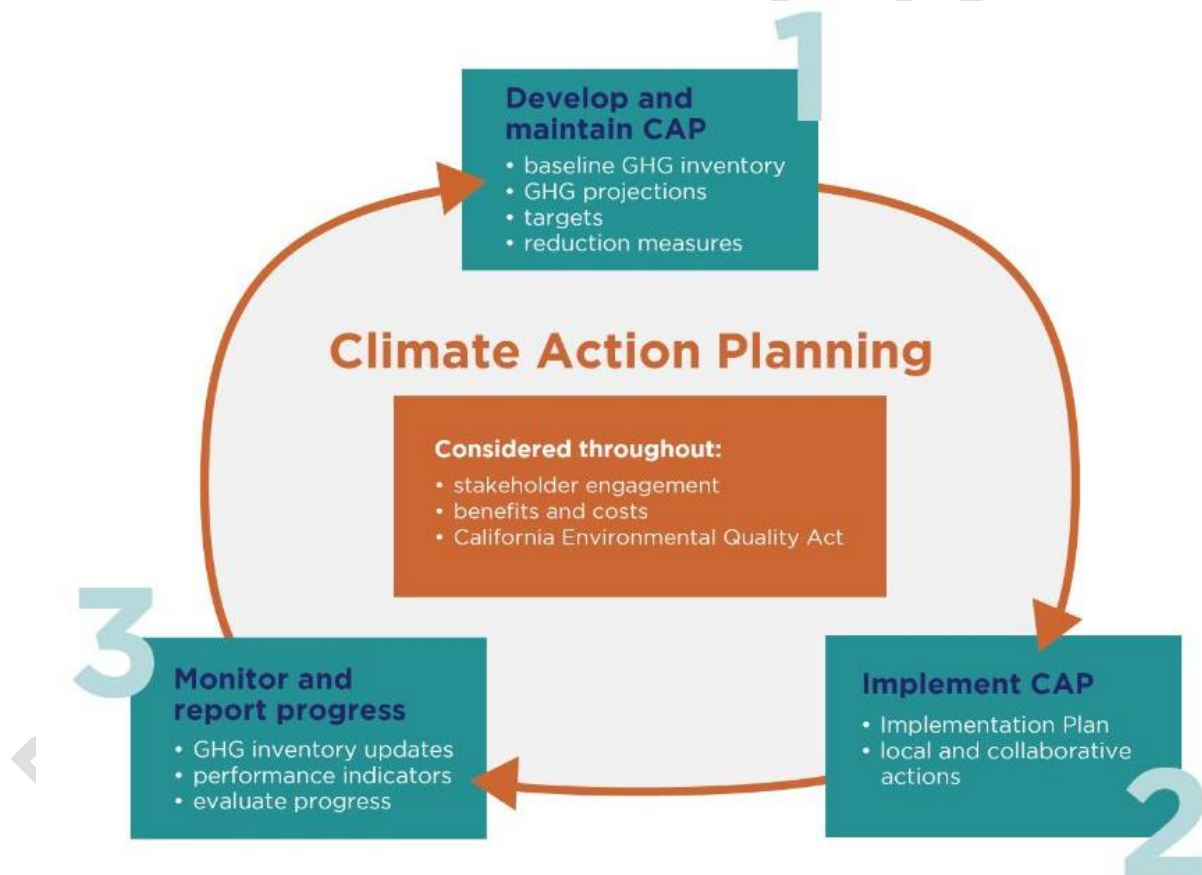 1
Develop and
maintain CAP
• baseline GHG inventory
• GHG projections
• targets
• reduction measures
Climate Action Planning
Considered throughout:
• stakeholder engagement
• benefits and costs
• California Environmental Quality Act
2
Implement CAP
• Implementation Plan
• local and collaborative
actions
3
Monitor and
report progress
• GHG inventory updates
• performance indicators
• evaluate progress